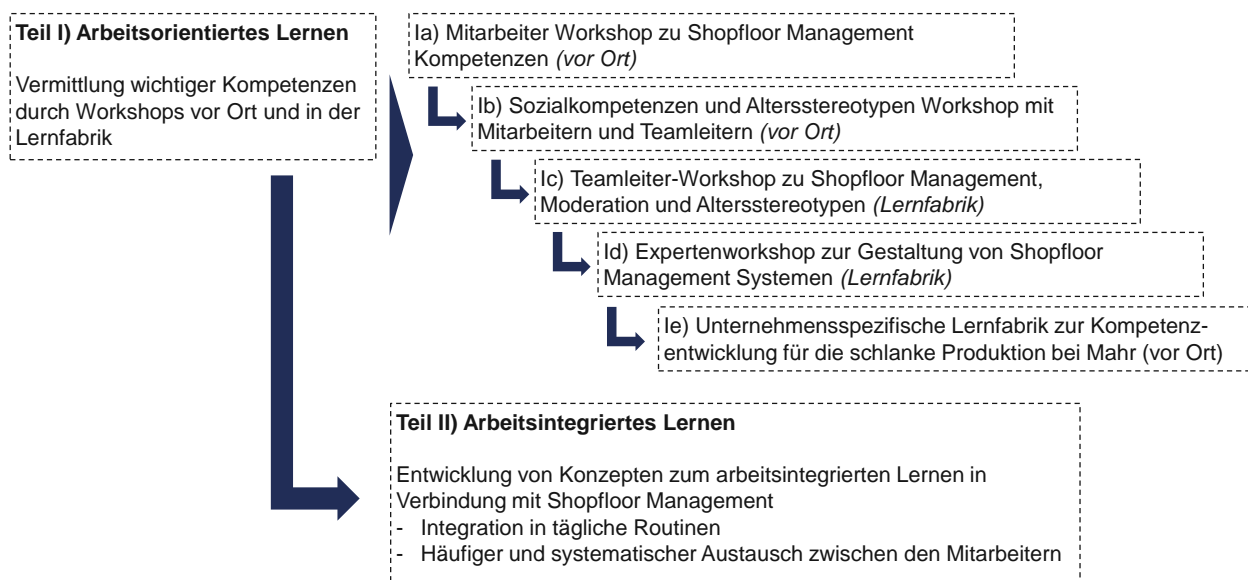 Teil I) Arbeitsorientiertes Lernen
Vermittlung wichtiger Kompetenzen
durch Workshops vor Ort und in der
Lernfabrik
Ia) Mitarbeiter Workshop zu Shopfloor Management
Kompetenzen (vor Ort)
Ib) Sozialkompetenzen und Altersstereotypen Workshop mit
Mitarbeitern und Teamleitern (vor Ort)
Ic) Teamleiter-Workshop zu Shopfloor Management,
Moderation und Altersstereotypen (Lernfabrik)
Id) Expertenworkshop zur Gestaltung von Shopfloor
Management Systemen (Lernfabrik)
Ie) Unternehmensspezifische Lernfabrik zur Kompetenz-
entwicklung für die schlanke Produktion bei Mahr (vor Ort)
Teil II) Arbeitsintegriertes Lernen
Entwicklung von Konzepten zum arbeitsintegrierten Lernen in
Verbindung mit Shopfloor Management
- Integration in tägliche Routinen
- Häufiger und systematischer Austausch zwischen den Mitarbeitern